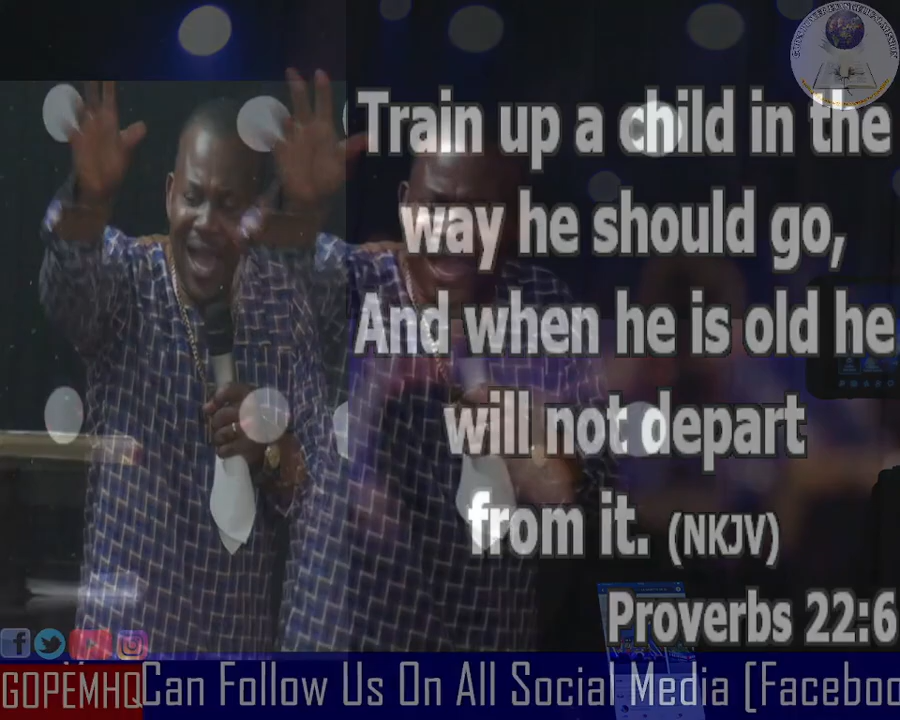 Train up a child in the
way he should go,
And when he is old he
will not depart
from it. (NKJV)
Proverbs 22:6
GOPEMHQ Can Follow Us On All Social Media (Faceboo